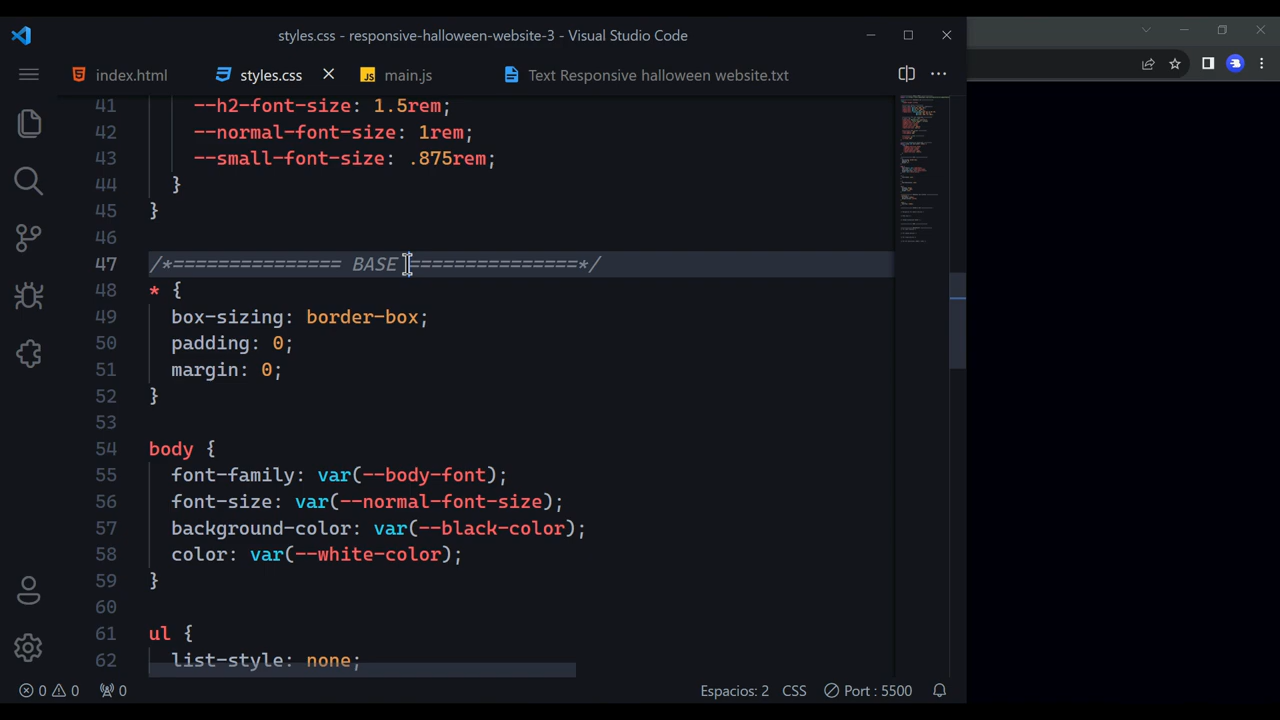 styles.css - responsive-halloween-website-3 - Visual Studio Code
index.html
styles.css
JS main.js
Text Responsive halloween website.txt
41 --h2-font-size: 1.5rem;
42 --normal-font-size: 1rem;
43 --small-font-size: .875rem;
44 }
45 }
46
47 /*=============== BASE ===============*/
48 * {
49 box-sizing: border-box;
50 padding: 0;
51 margin: 0;
52 }
53
54 body {
55 font-family: var(--body-font);
56 font-size: var(--normal-font-size);
57 background-color: var(--black-color);
58 color: var(--white-color);
59 }
60
61 ul {
62 list-style: none;
0 0 0 Espacios: 2 CSS Port : 5500